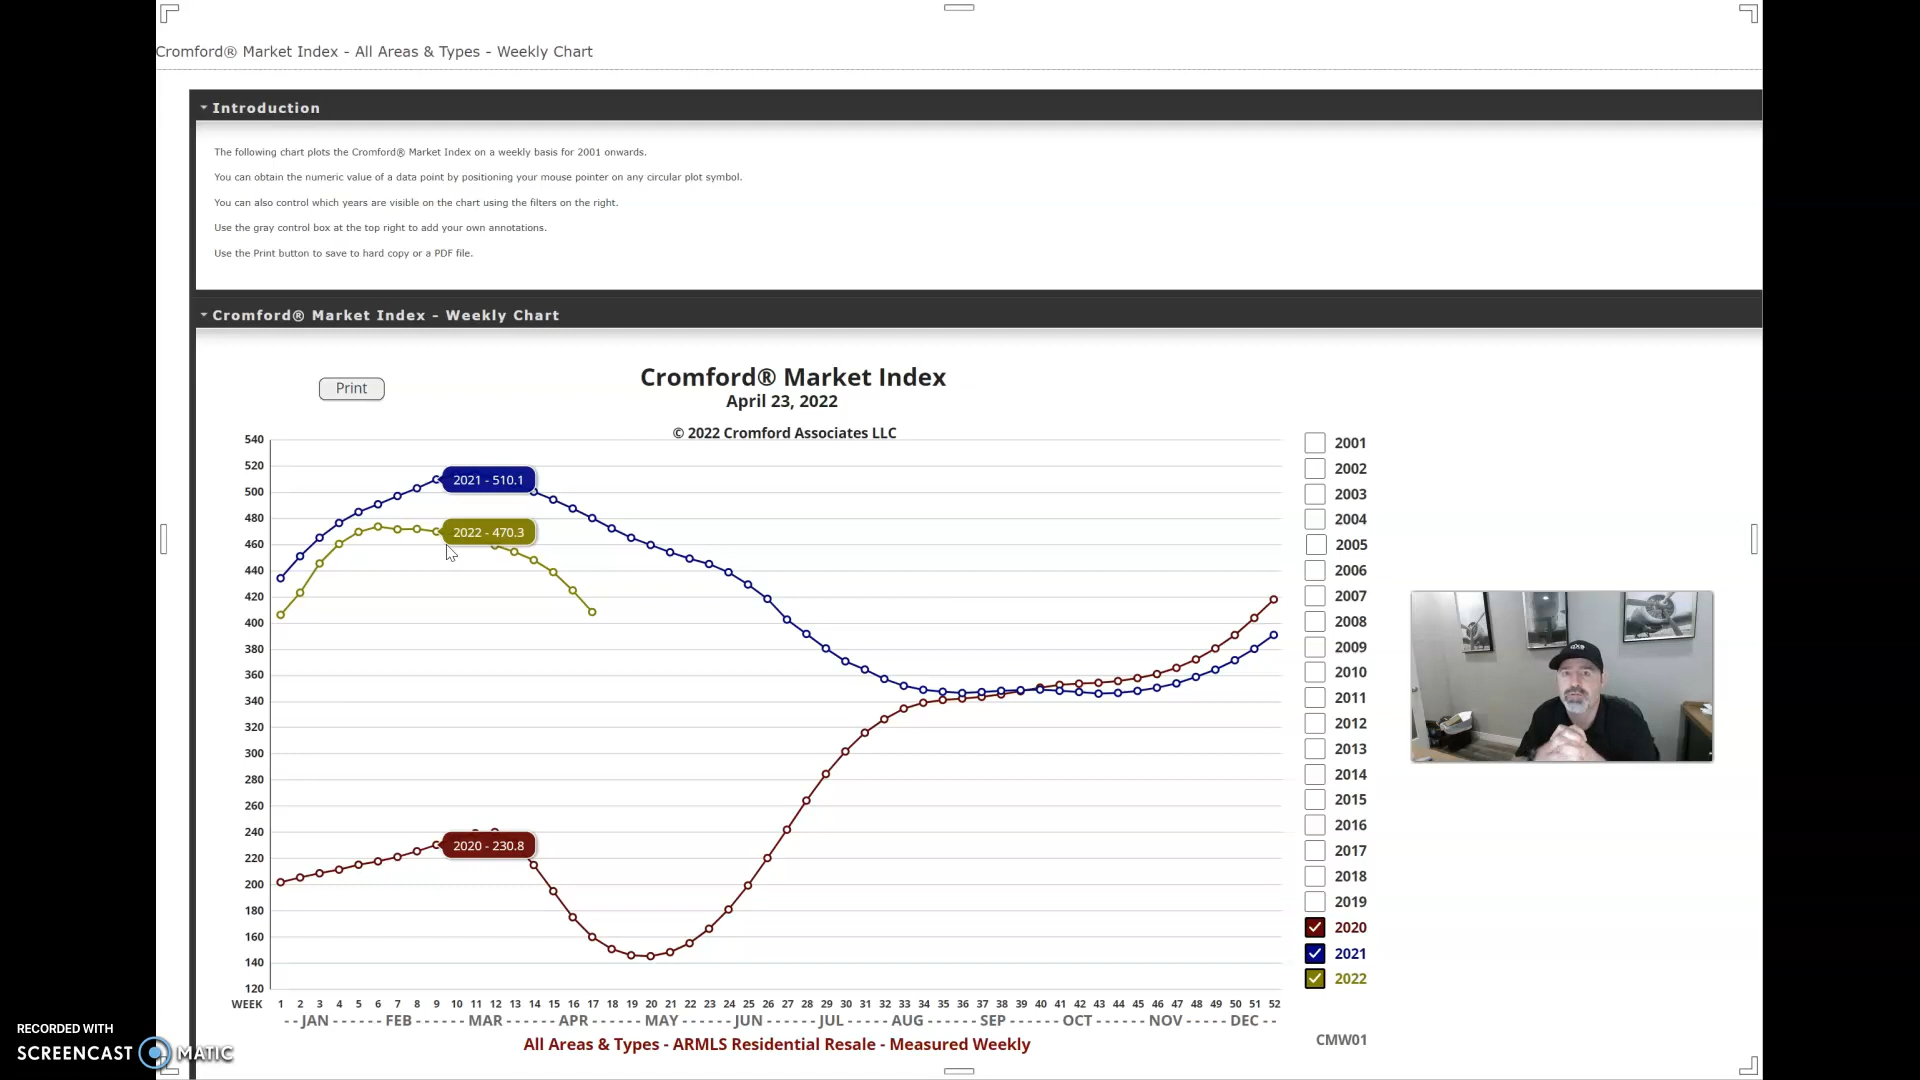 Cromford® Market Index - All Areas & Types - Weekly Chart
Introduction
The following chart plots the Cromford® Market Index on a weekly basis for 2001 onwards.
You can obtain the numeric value of a data point by positioning your mouse pointer on any circular plot symbol.
You can also control which years are visible on the chart using the filters on the right.
Use the gray control box at the top right to add your own annotations.
Use the Print button to save to hard copy or a PDF file.
Cromford® Market Index - Weekly Chart
Print
Cromford® Market Index
April 23, 2022
© 2022 Cromford Associates LLC
540
520
500
480
460
440
420
400
380
360
340
320
300
280
260
240
220
200
180
160
140
120
2021 - 510.1
2022 - 470.3
2020 - 230.8
WEEK 1 2 3 4 5 6 7 8 9 10 11 12 13 14 15 16 17 18 19 20 21 22 23 24 25 26 27 28 29 30 31 32 33 34 35 36 37 38 39 40 41 42 43 44 45 46 47 48 49 50 51 52
- - JAN - - - - - - FEB - - - - - - MAR - - - - - - APR - - - - - - MAY - - - - - - JUN - - - - - - JUL - - - - - AUG - - - - - - SEP - - - - - - OCT - - - - - - NOV - - - - - DEC - -
All Areas & Types - ARMLS Residential Resale - Measured Weekly
2001
2002
2003
2004
2005
2006
2007
2008
2009
2010
2011
2012
2013
2014
2015
2016
2017
2018
2019
2020
2021
2022
CMW01
RECORDED WITH
SCREENCAST MATIC